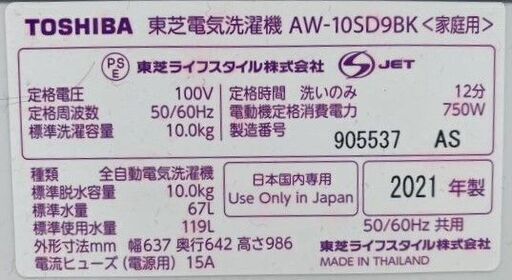 TOSHIBA 東芝電気洗濯機 AW-10SD9BK<家庭用>
PSE 東芝ライフスタイル株式会社 S JET
定格電圧 100V
定格周波数 50/60Hz
標準洗濯容量 10.0kg
定格時間 洗いのみ 12分
電動機定格消費電力 750W
製造番号 905537 AS
種類 全自動電気洗濯機
標準脱水容量 10.0kg
標準水量 67L
標準使用水量 119L
外形寸法mm 幅637 奥行642 高さ986
電流ヒューズ(電源用) 15A
日本国内専用
Use Only in Japan
2021 年製
50/60Hz 共用
東芝ライフスタイル株式会社
MADE IN THAILAND